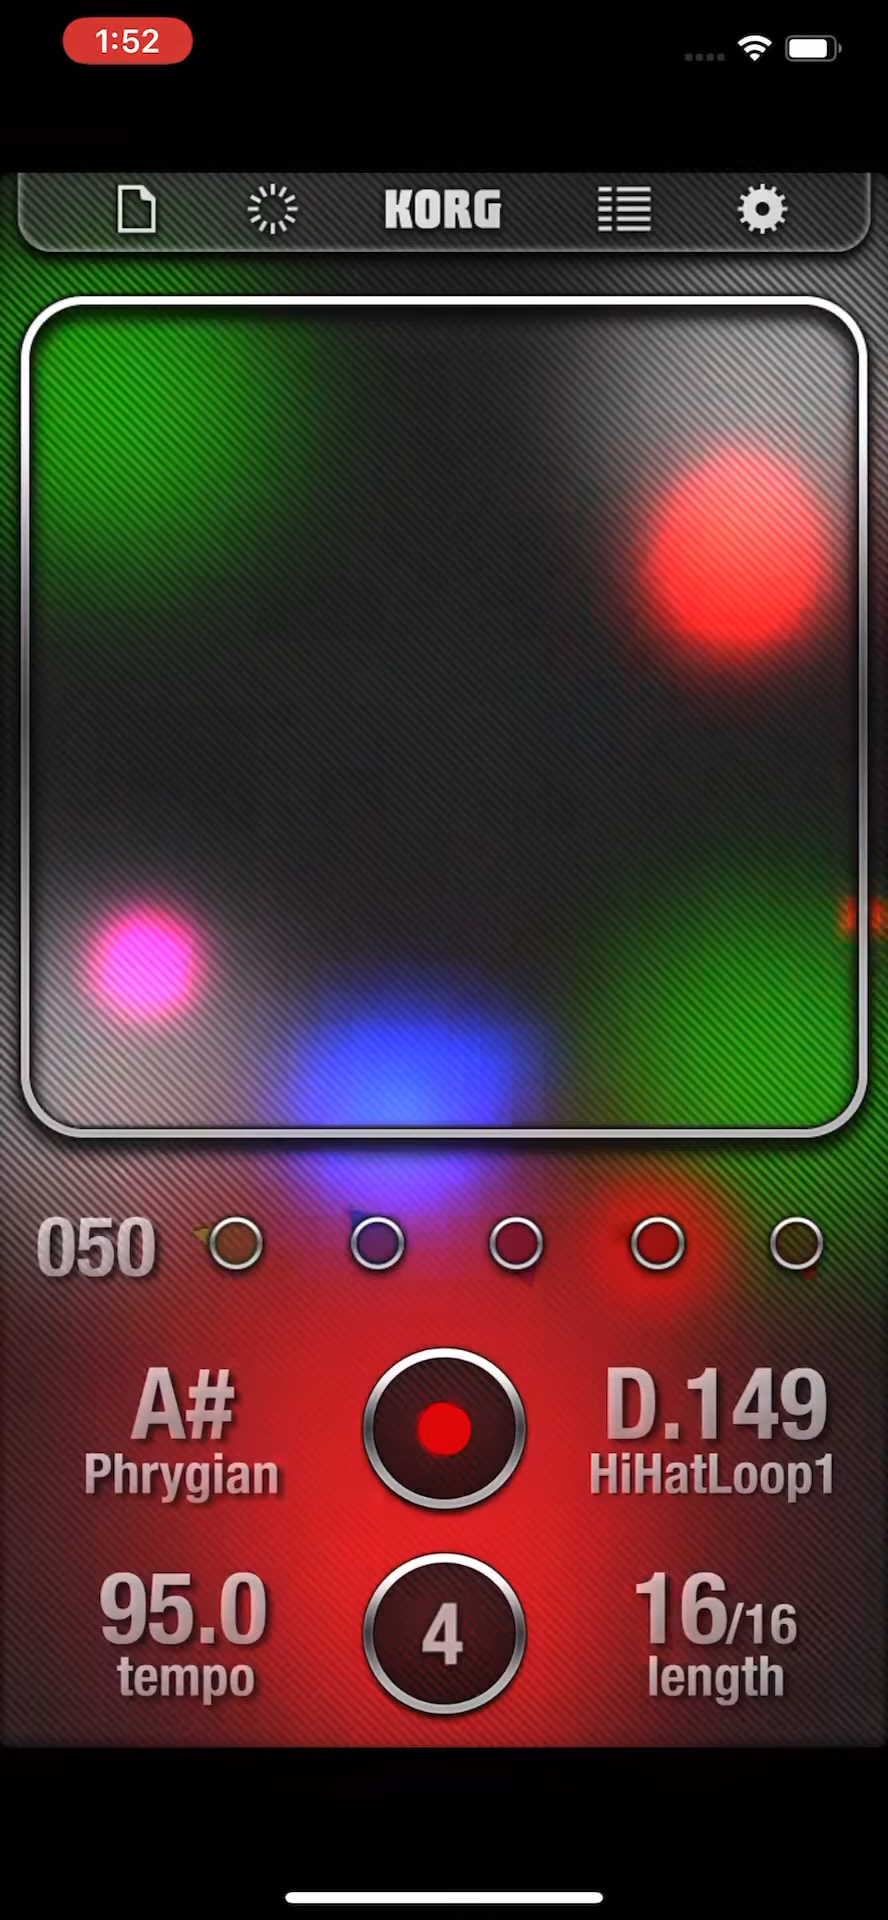 1:52
KORG
050
A#
Phrygian
D.149
HiHatLoop1
95.0
tempo
4
16/16
length